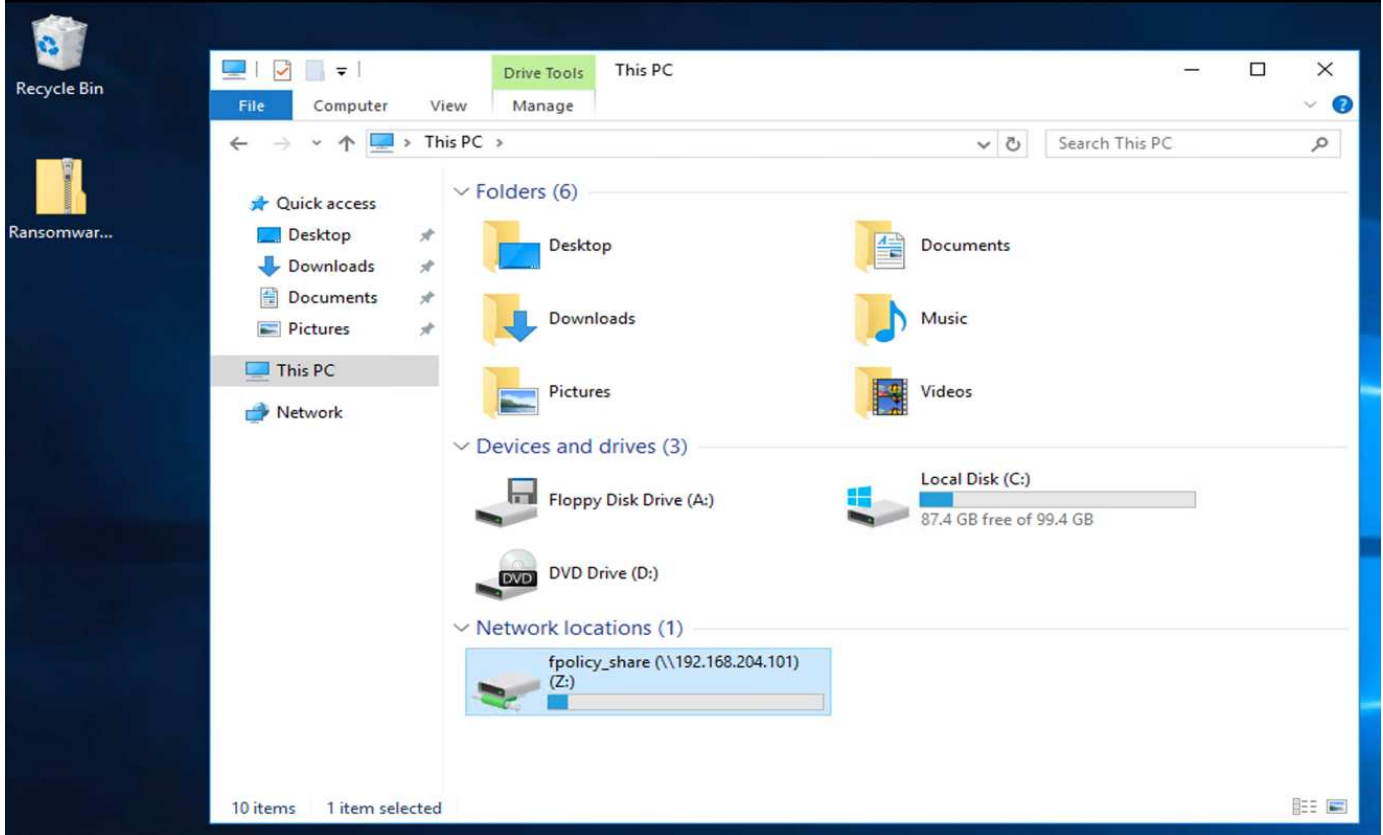 Recycle Bin
Ransomwar...
Drive Tools
This PC
File
Computer
View
Manage
This PC
Search This PC
Quick access
Desktop
Downloads
Documents
Pictures
This PC
Network
Folders (6)
Desktop
Documents
Downloads
Music
Pictures
Videos
Devices and drives (3)
Floppy Disk Drive (A:)
Local Disk (C:)
87.4 GB free of 99.4 GB
DVD
DVD Drive (D:)
Network locations (1)
fpolicy_share (\\192.168.204.101)
(Z:)
10 items
1 item selected